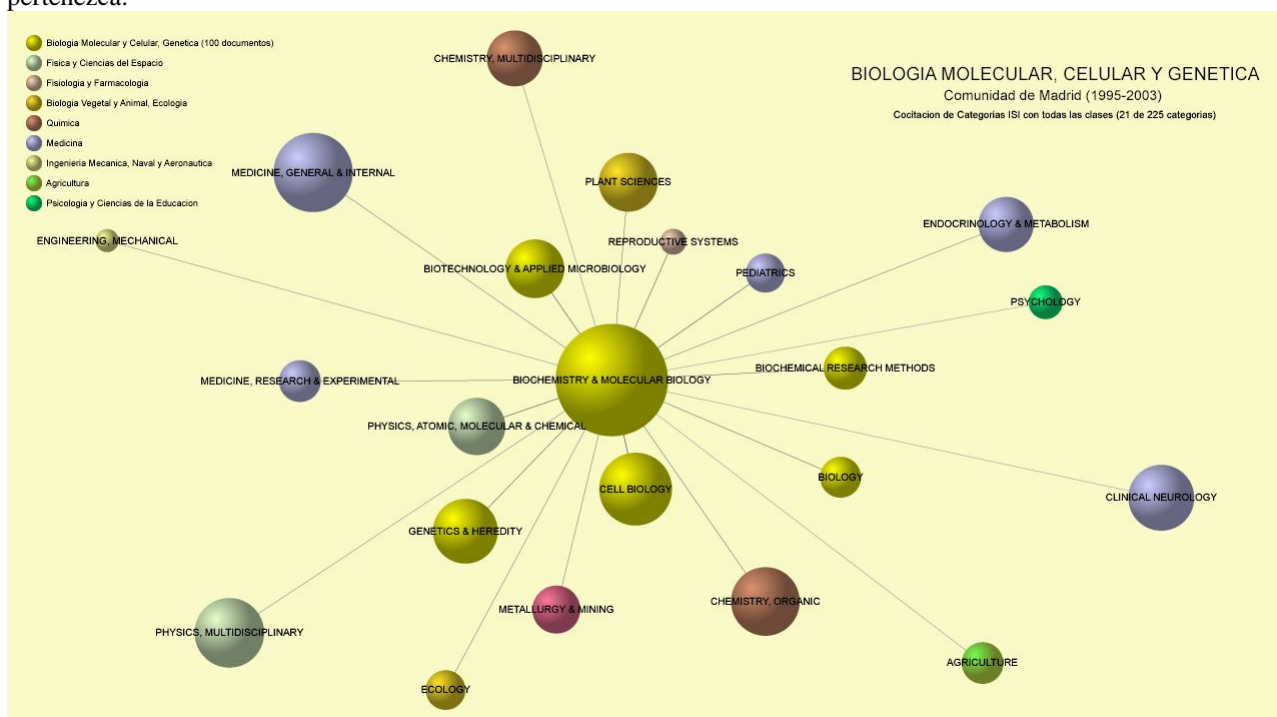 pertenezca.
Biologia Molecular y Celular, Genetica (100 documentos)
Fisica y Ciencias del Espacio
Fisiologia y Farmacologia
Biologia Vegetal y Animal, Ecologia
Quimica
Medicina
Ingenieria Mecanica, Naval y Aeronautica
Agricultura
Psicologia y Ciencias de la Educacion
BIOLOGIA MOLECULAR, CELULAR Y GENETICA
Comunidad de Madrid (1995-2003)
Cocitacion de Categorias ISI con todas las clases (21 de 225 categorias)
CHEMISTRY, MULTIDISCIPLINARY
MEDICINE, GENERAL & INTERNAL
PLANT SCIENCES
ENDOCRINOLOGY & METABOLISM
ENGINEERING, MECHANICAL
REPRODUCTIVE SYSTEMS
BIOTECHNOLOGY & APPLIED MICROBIOLOGY
PEDIATRICS
PSYCHOLOGY
BIOCHEMICAL RESEARCH METHODS
MEDICINE, RESEARCH & EXPERIMENTAL
BIOCHEMISTRY & MOLECULAR BIOLOGY
PHYSICS, ATOMIC, MOLECULAR & CHEMICAL
BIOLOGY
CELL BIOLOGY
CLINICAL NEUROLOGY
GENETICS & HEREDITY
CHEMISTRY, ORGANIC
METALLURGY & MINING
PHYSICS, MULTIDISCIPLINARY
AGRICULTURE
ECOLOGY